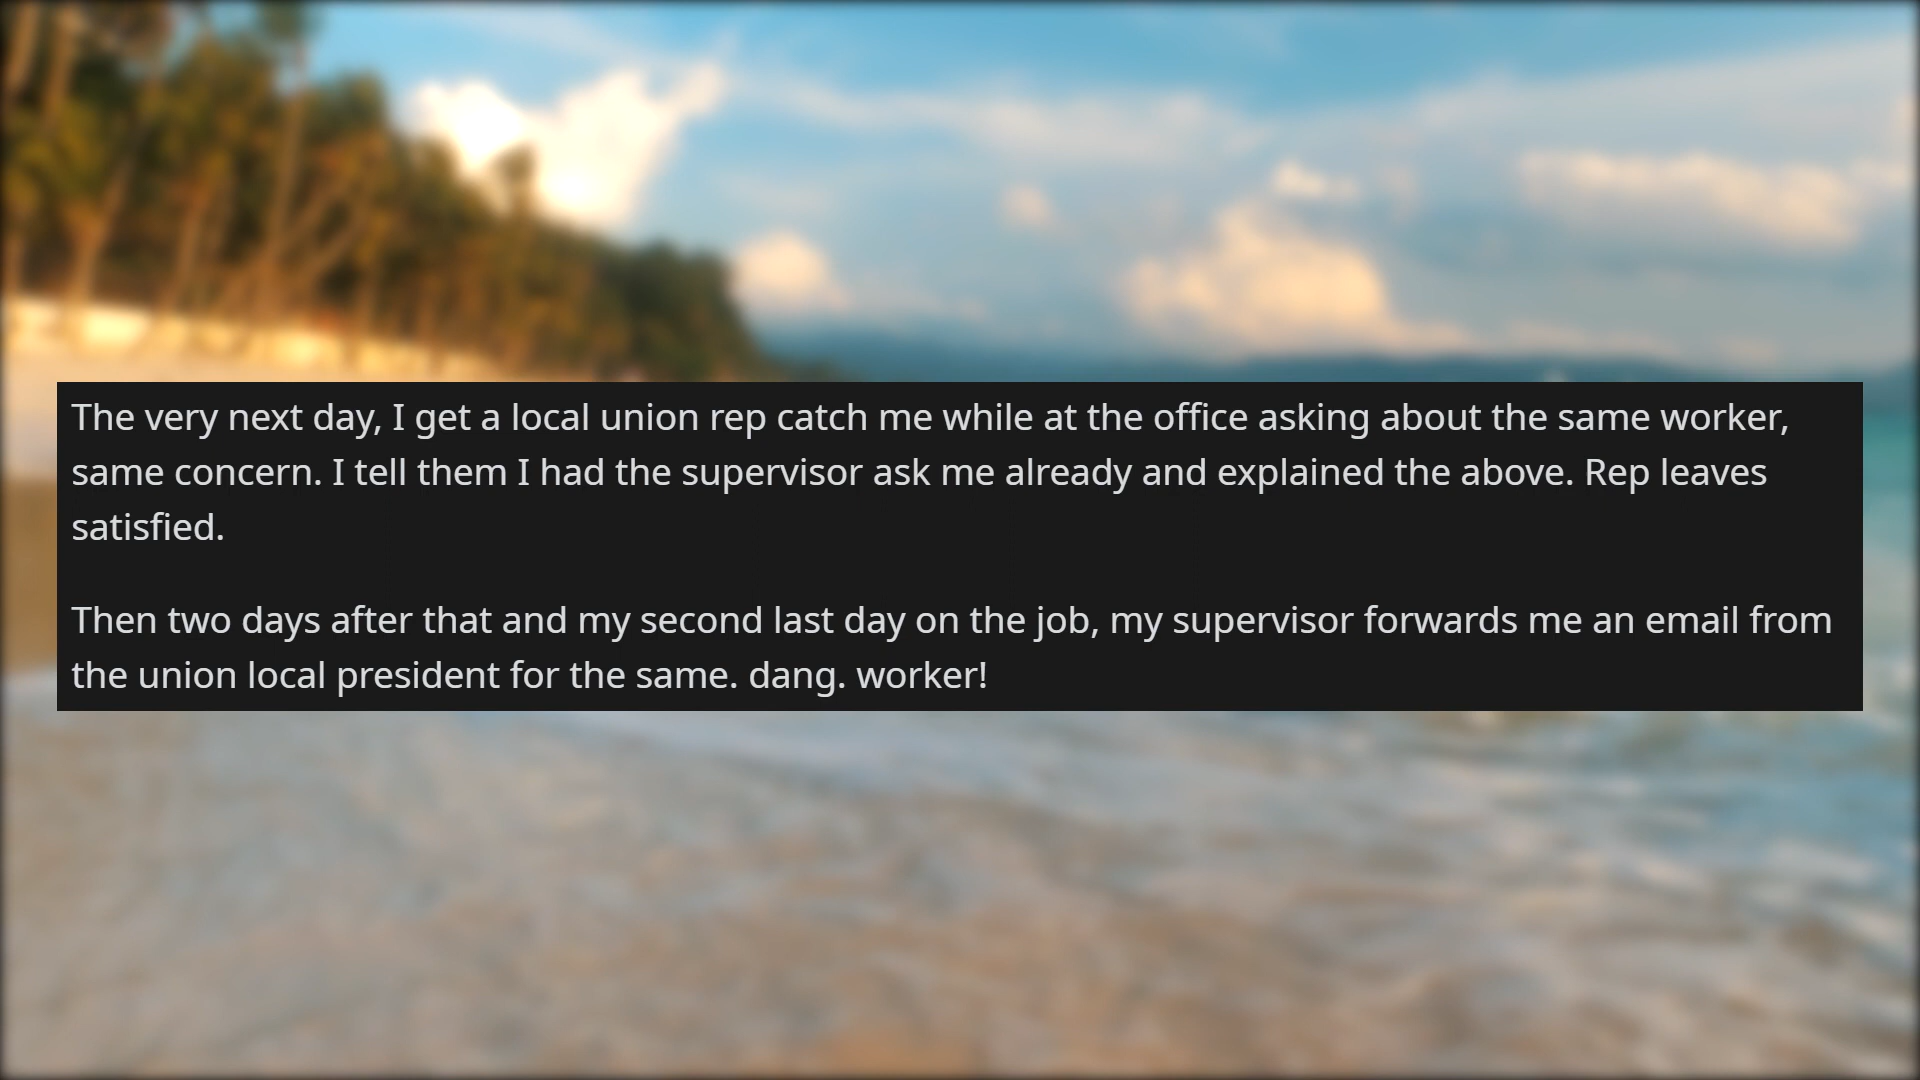 The very next day, I get a local union rep catch me while at the office asking about the same worker,
same concern. I tell them I had the supervisor ask me already and explained the above. Rep leaves
satisfied.
Then two days after that and my second last day on the job, my supervisor forwards me an email from
the union local president for the same. dang. worker!